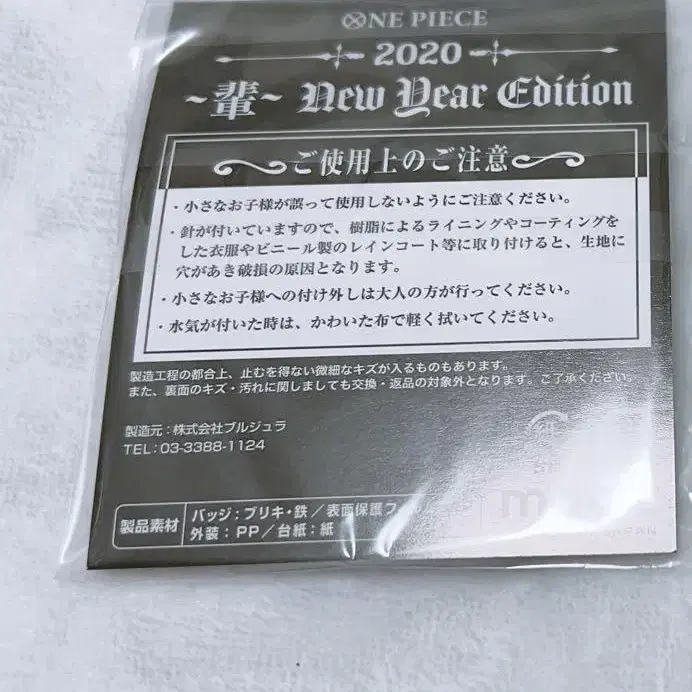 ONE PIECE
2020
~輩~ New Year Edition
ご使用上のご注意
・小さなお子様が誤って使用しないようにご注意ください。
・針が付いていますので、樹脂によるライニングやコーティングを
した衣服やビニール製のレインコート等に取り付けると、生地に
穴があき破損の原因となります。
・小さなお子様への付け外しは大人の方が行ってください。
・水気が付いた時は、かわいた布で軽く拭いてください。
製造工程の都合上、止むを得ない微細なキズが入るものもあります。
また、裏面のキズ・汚れに関しましても交換・返品の対象外となります。ご了承ください。
製造元:株式会社ブルジュラ
TEL:03-3388-1124
製品素材
バッジ:ブリキ・鉄/表面保護
外装:PP/台紙:紙